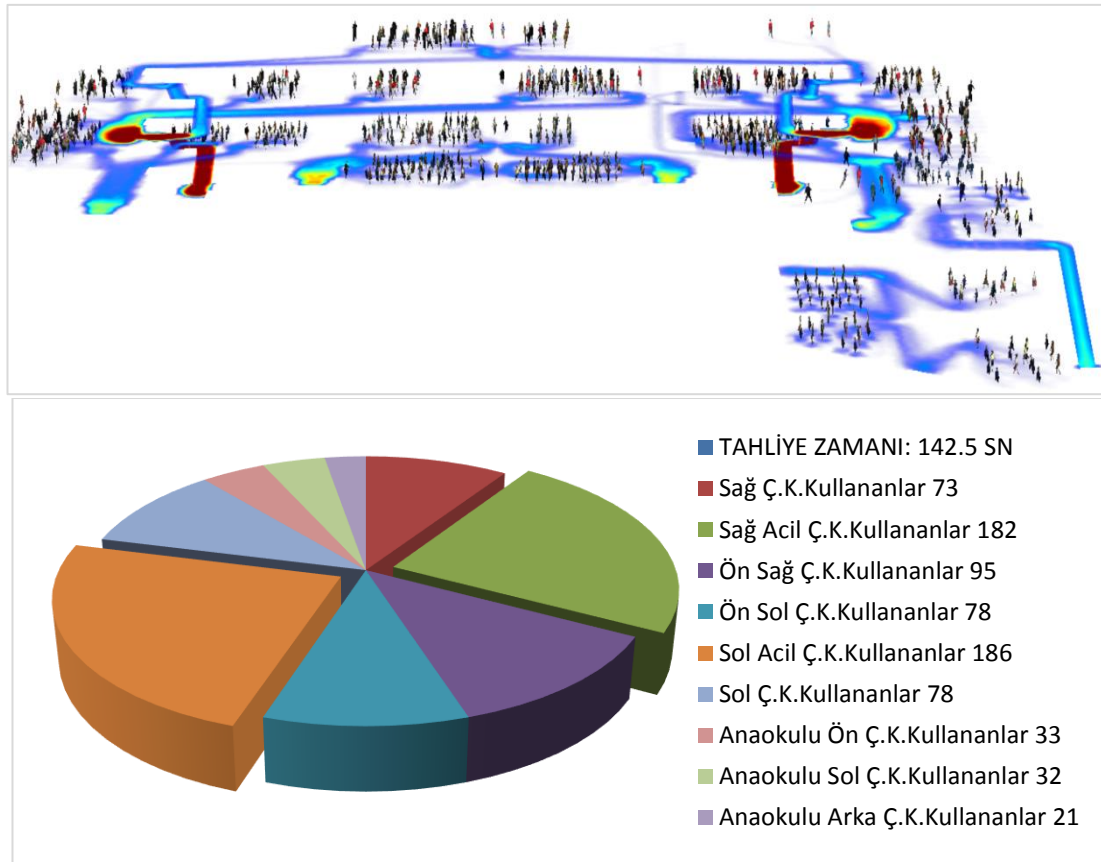 TAHLİYE ZAMANI: 142.5 SN
Sağ Ç.K.Kullananlar 73
Sağ Acil Ç.K.Kullananlar 182
Ön Sağ Ç.K.Kullananlar 95
Ön Sol Ç.K.Kullananlar 78
Sol Acil Ç.K.Kullananlar 186
Sol Ç.K.Kullananlar 78
Anaokulu Ön Ç.K.Kullananlar 33
Anaokulu Sol Ç.K.Kullananlar 32
Anaokulu Arka Ç.K.Kullananlar 21